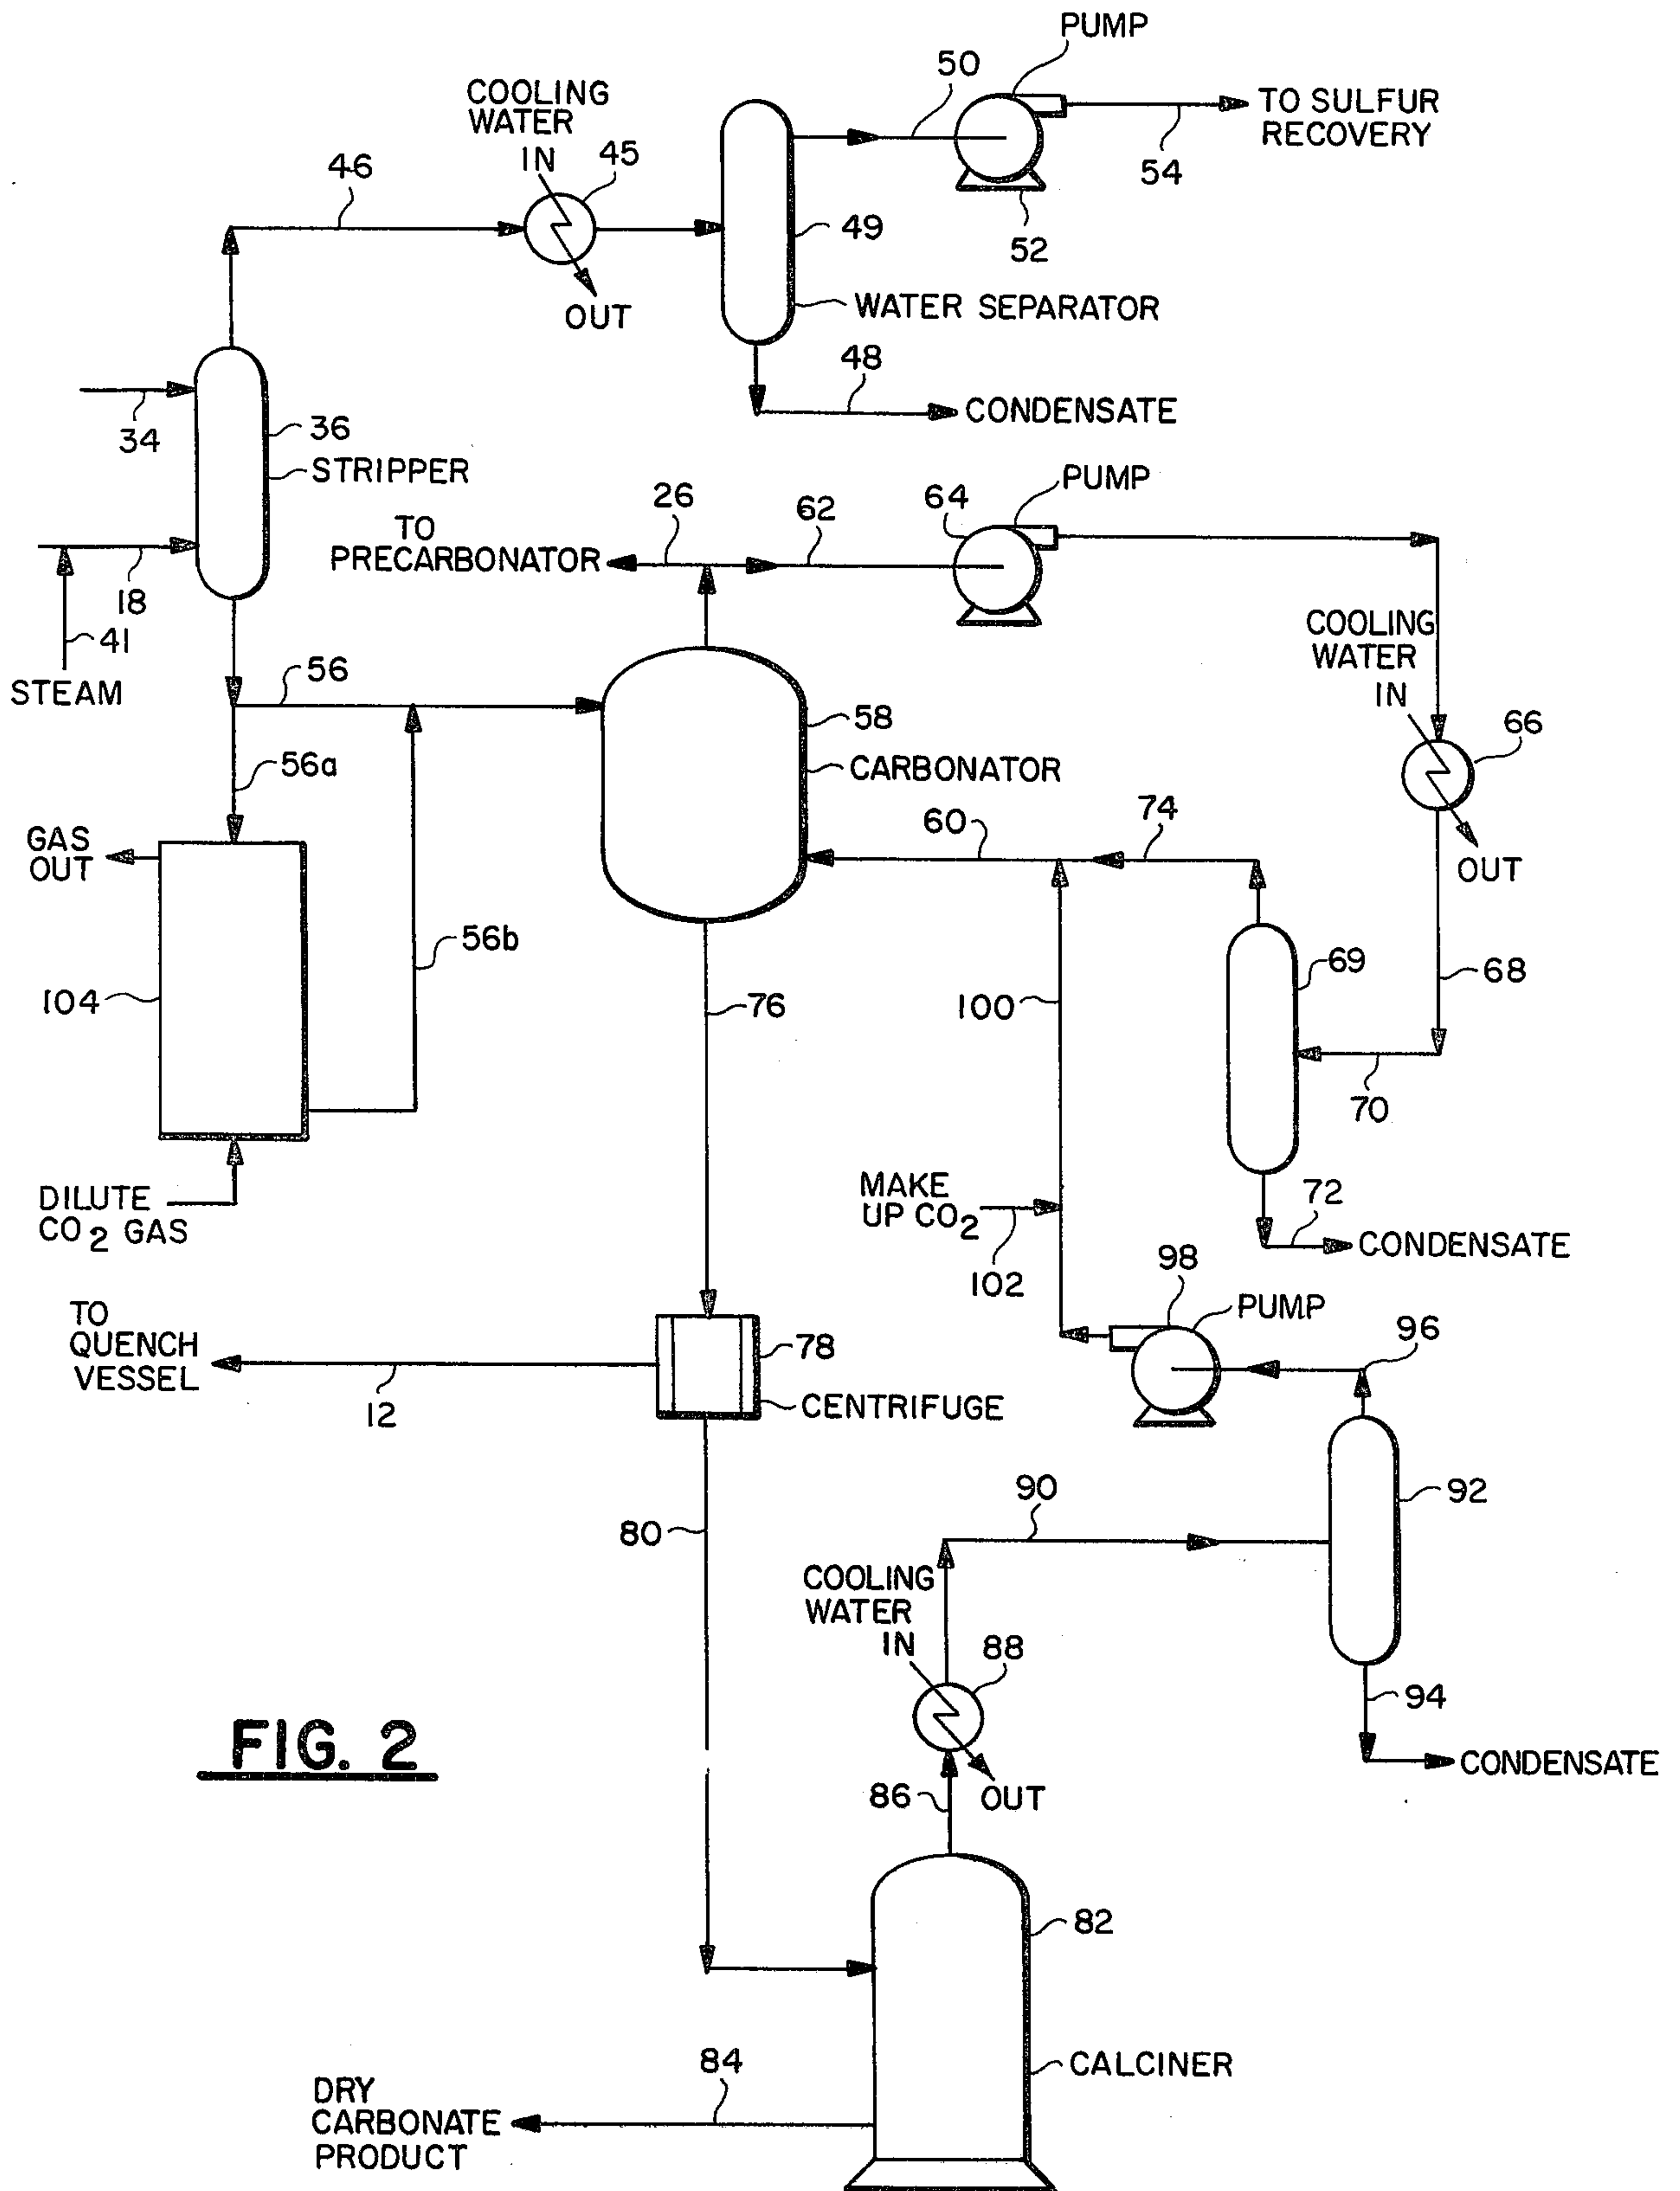 PUMP
50
COOLING
WATER
IN
45
46
TO SULFUR
RECOVERY
54
49
52
OUT
WATER SEPARATOR
48
CONDENSATE
34
36
STRIPPER
18
41
STEAM
TO
PRECARBONATOR
26
62
64
PUMP
COOLING
WATER
IN
66
OUT
56
58
CARBONATOR
56a
GAS
OUT
60
74
56b
104
76
100
69
68
70
DILUTE
CO2 GAS
MAKE
UP CO2
102
72
CONDENSATE
98
PUMP
96
TO
QUENCH
VESSEL
12
78
CENTRIFUGE
90
92
80
COOLING
WATER
IN
88
94
CONDENSATE
FIG. 2
86
OUT
82
CALCINER
84
DRY
CARBONATE
PRODUCT